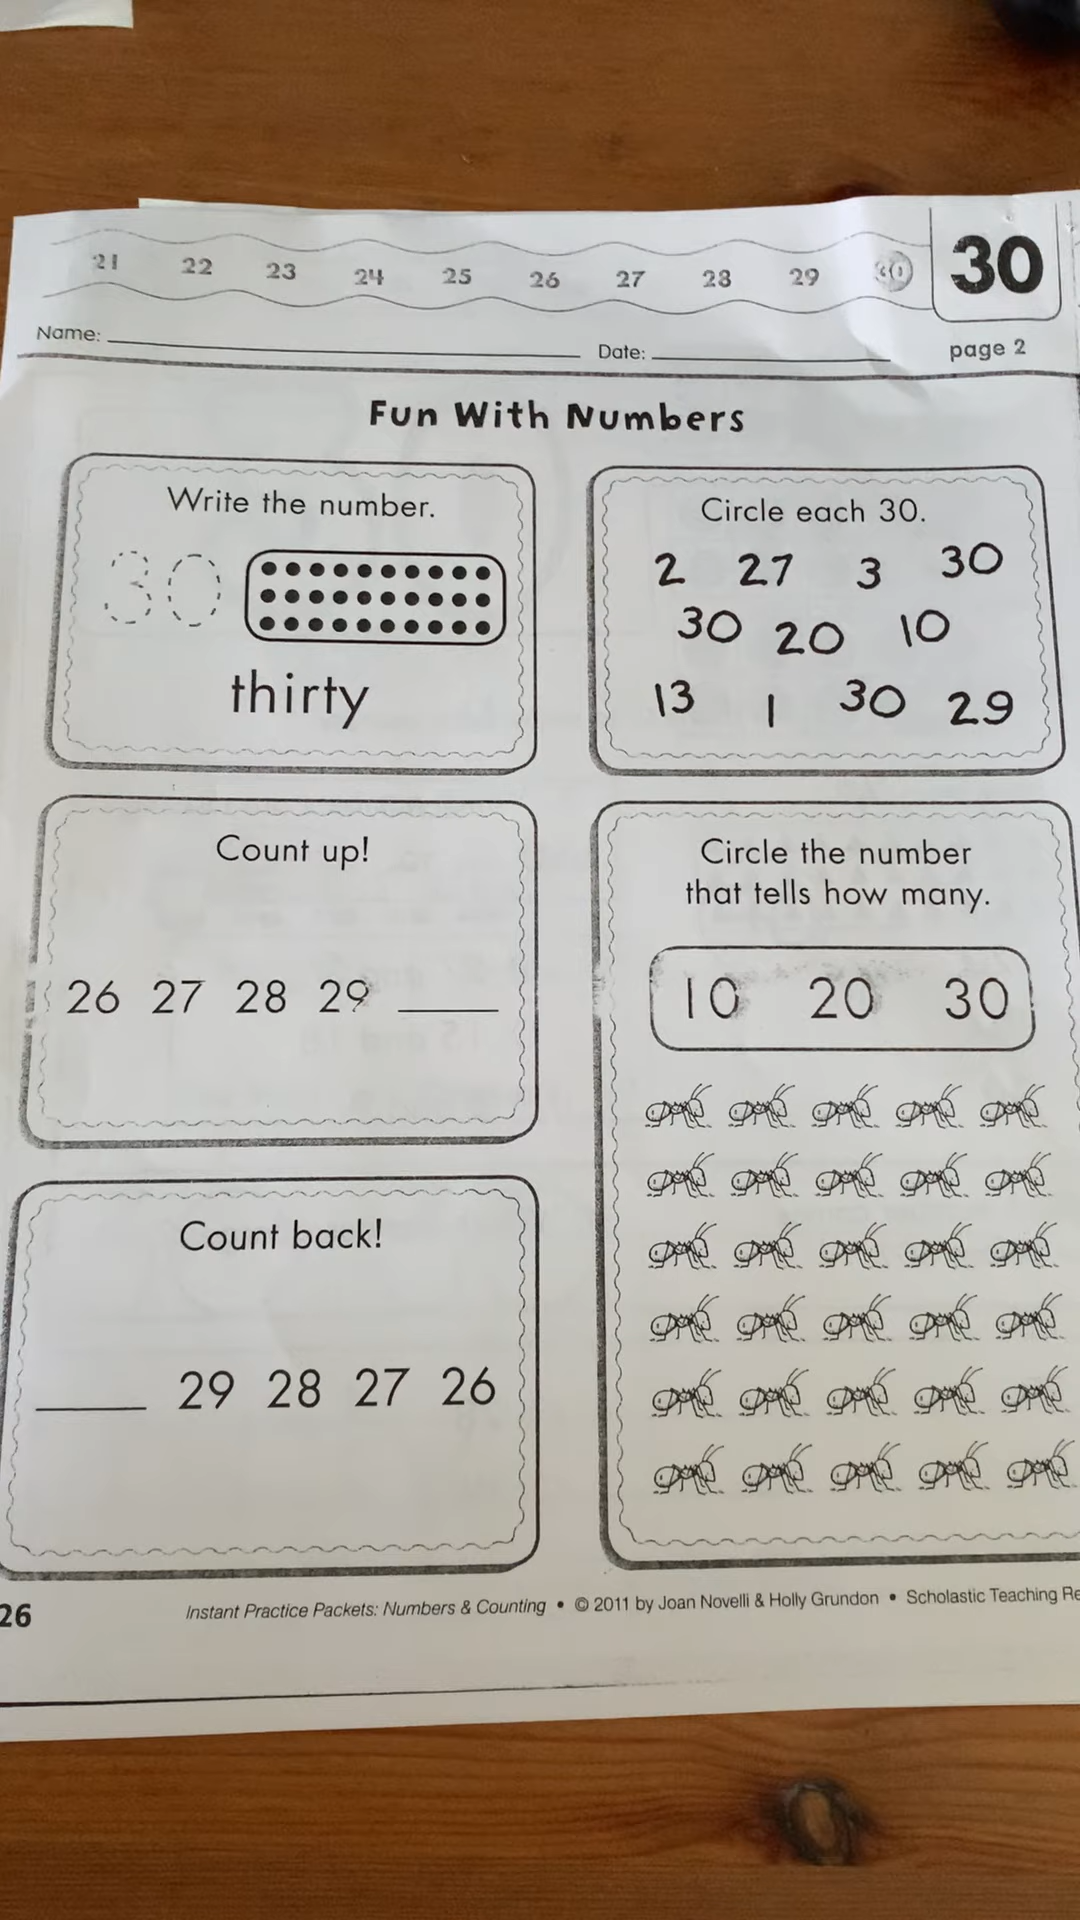 21 22 23 24 25 26 27 28 29 30
30
Name: Date: page 2
Fun With Numbers
Write the number.
30
thirty
Circle each 30.
2 27 3 30
30 20 10
13 1 30 29
Count up!
26 27 28 29
Circle the number
that tells how many.
10 20 30
Count back!
29 28 27 26
26
Instant Practice Packets: Numbers & Counting • © 2011 by Joan Novelli & Holly Grundon • Scholastic Teaching